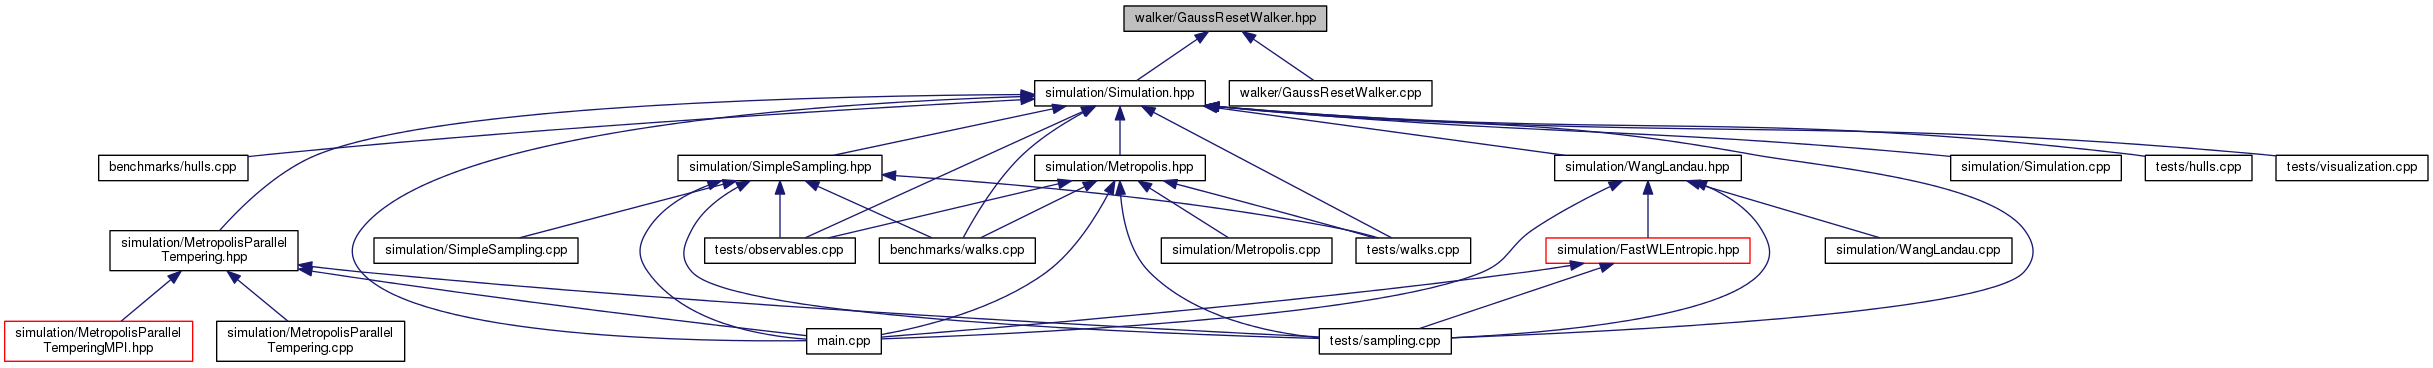 walker/GaussResetWalker.hpp
simulation/Simulation.hpp
walker/GaussResetWalker.cpp
benchmarks/hulls.cpp
simulation/SimpleSampling.hpp
simulation/Metropolis.hpp
simulation/WangLandau.hpp
simulation/Simulation.cpp
tests/hulls.cpp
tests/visualization.cpp
simulation/MetropolisParallel
Tempering.hpp
simulation/SimpleSampling.cpp
tests/observables.cpp
benchmarks/walks.cpp
simulation/Metropolis.cpp
tests/walks.cpp
simulation/FastWLEntropic.hpp
simulation/WangLandau.cpp
simulation/MetropolisParallel
TemperingMPI.hpp
simulation/MetropolisParallel
Tempering.cpp
main.cpp
tests/sampling.cpp